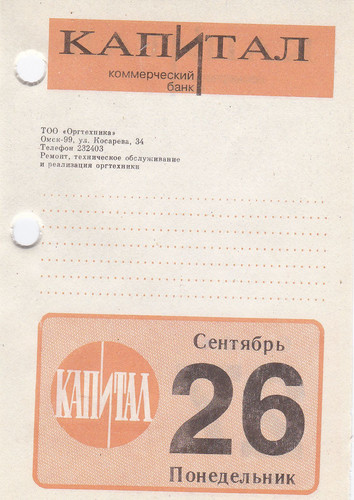 КАПИТАЛ
коммерческий
банк
ТОО «Оргтехника»
Омск-99, ул. Косарева, 34
Телефон 232403
Ремонт, техническое обслуживание
и реализация оргтехники
Сентябрь
КАПИТАЛ
26
Понедельник